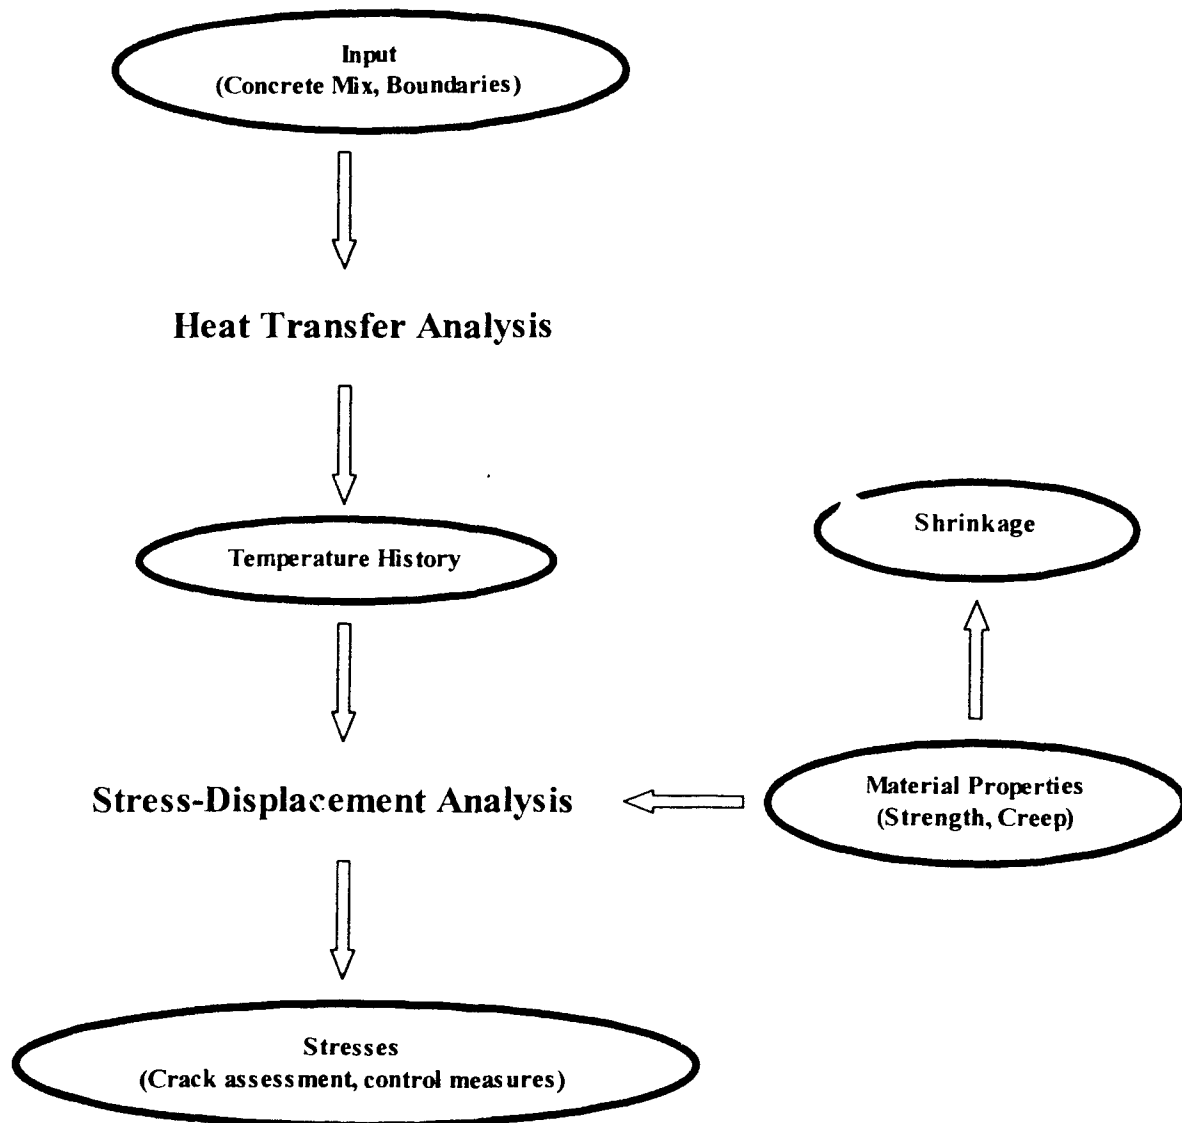 Input
(Concrete Mix, Boundaries)
Heat Transfer Analysis
Temperature History
Shrinkage
Material Properties
(Strength, Creep)
Stress-Displacement Analysis
Stresses
(Crack assessment, control measures)